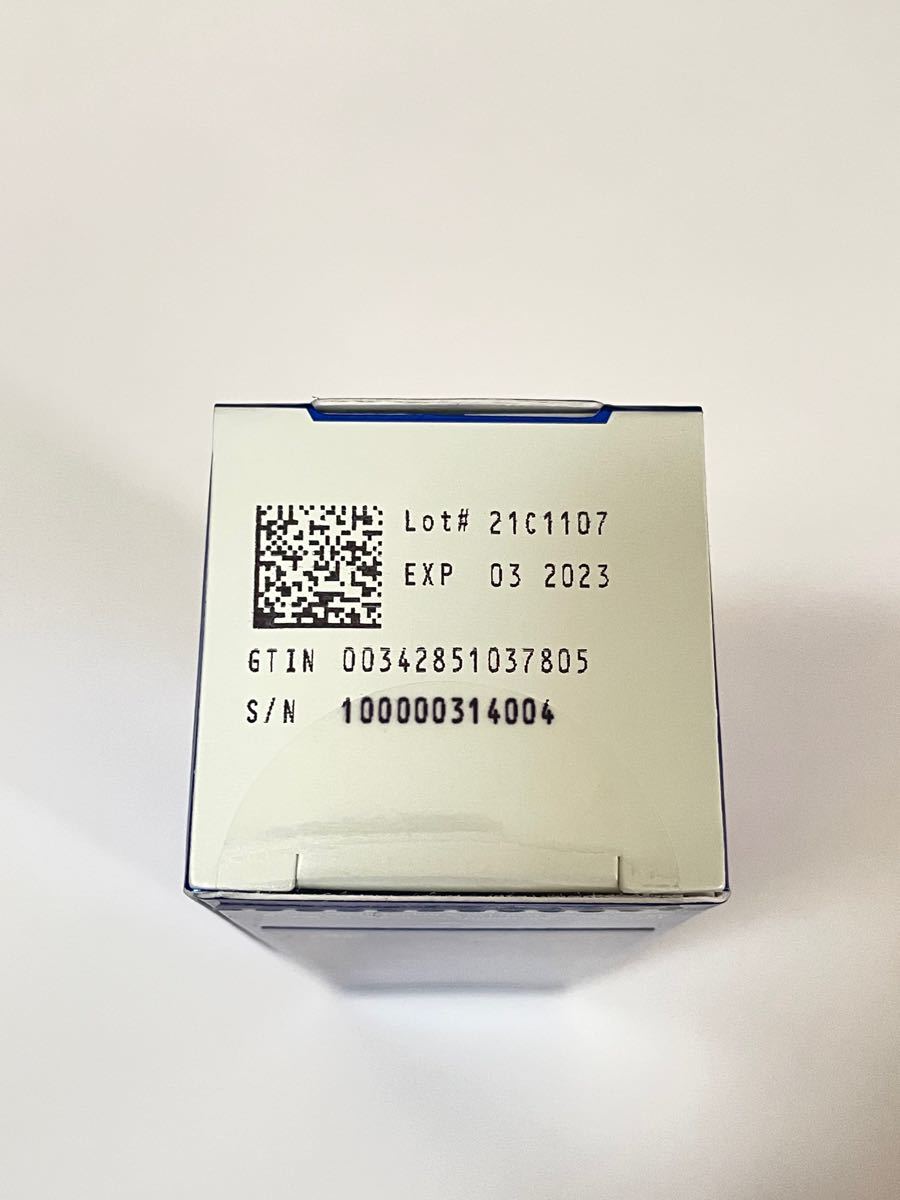 Lot# 21C1107
EXP 03 2023
GTIN 00342851037805
S/N 100000314004